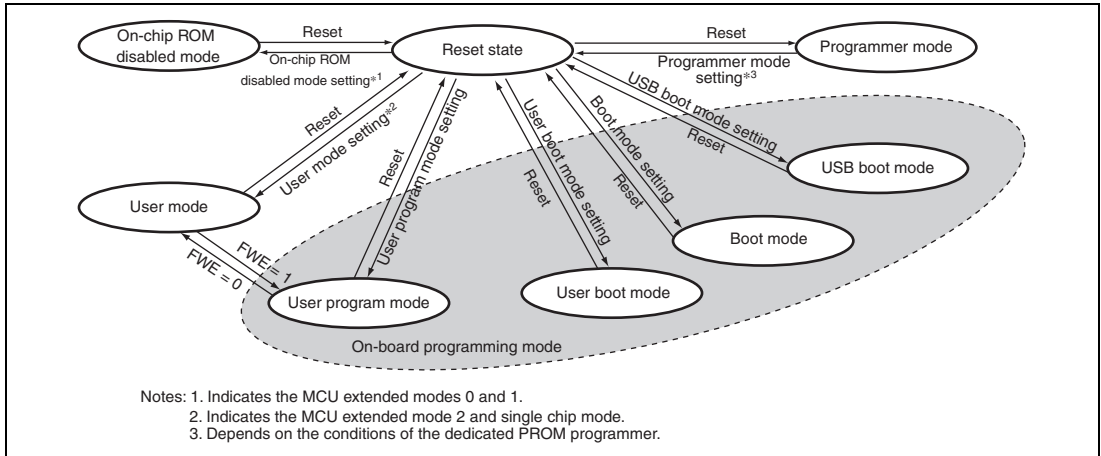 On-chip ROM
disabled mode
Reset
On-chip ROM
disabled mode setting*1
Reset state
Reset
Programmer mode
setting*3
Programmer mode
Reset
User mode setting*2
Reset
User program mode setting
User boot mode setting
Reset
Boot mode setting
Reset
USB boot mode setting
Reset
USB boot mode
User mode
Boot mode
FWE = 1
FWE = 0
User program mode
User boot mode
On-board programming mode
Notes: 1. Indicates the MCU extended modes 0 and 1.
2. Indicates the MCU extended mode 2 and single chip mode.
3. Depends on the conditions of the dedicated PROM programmer.